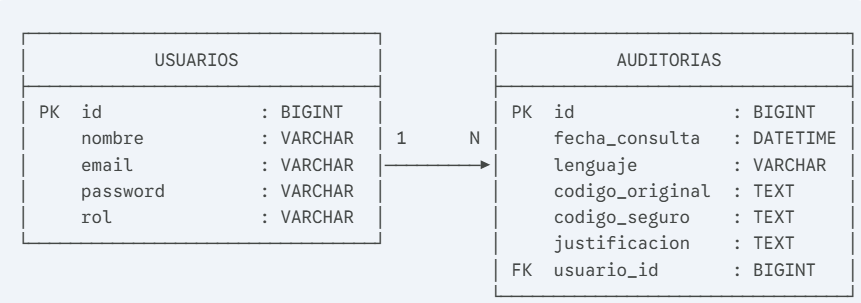 USUARIOS
PK id : BIGINT
nombre : VARCHAR
email : VARCHAR
password : VARCHAR
rol : VARCHAR
1 N
AUDITORIAS
PK id : BIGINT
fecha_consulta : DATETIME
lenguaje : VARCHAR
codigo_original : TEXT
codigo_seguro : TEXT
justificacion : TEXT
FK usuario_id : BIGINT